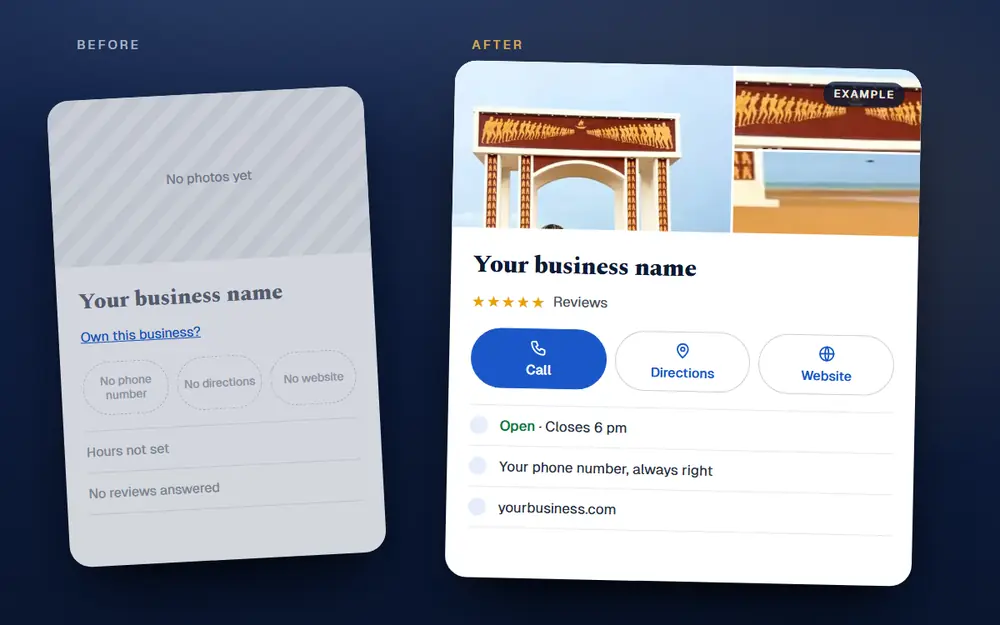 BEFORE
No photos yet
Your business name
Own this business?
No phone
number
No directions
No website
Hours not set
No reviews answered
AFTER
EXAMPLE
Your business name
★★★★★ Reviews
Call
Directions
Website
Open · Closes 6 pm
Your phone number, always right
yourbusiness.com